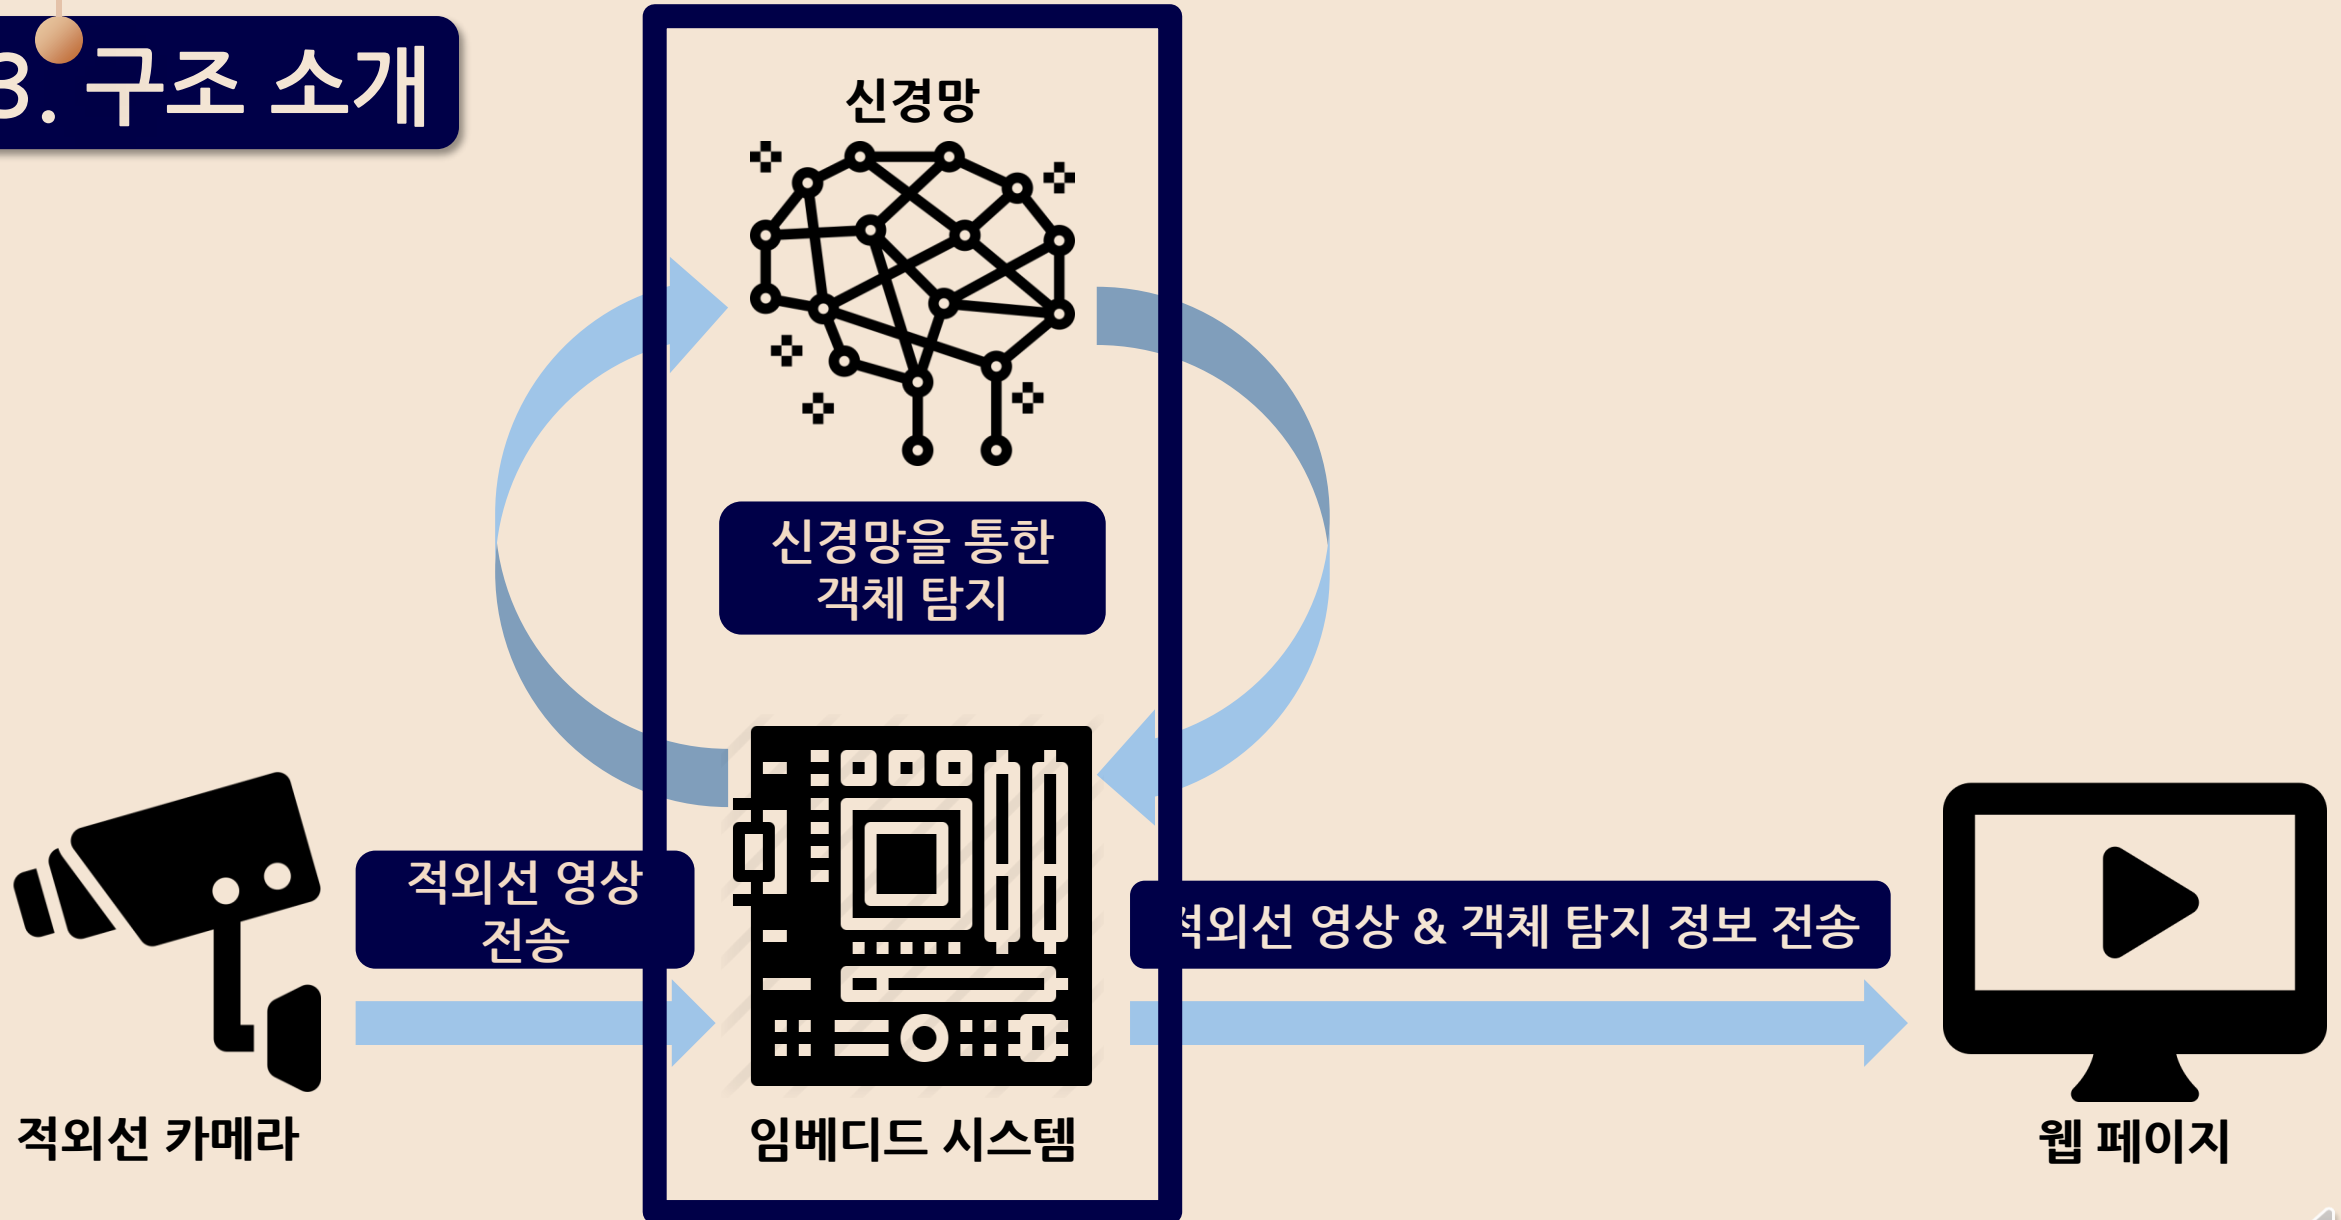 3. 구조 소개
신경망
신경망을 통한
객체 탐지
적외선 영상
전송
적외선 영상 & 객체 탐지 정보 전송
적외선 카메라
임베디드 시스템
웹 페이지